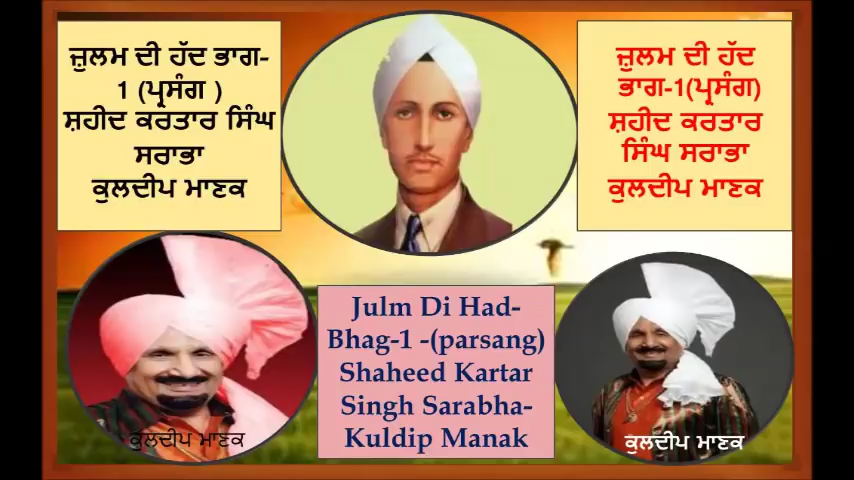 ਜ਼ੁਲਮ ਦੀ ਹੱਦ ਭਾਗ-
1 (ਪ੍ਰਸੰਗ )
ਸ਼ਹੀਦ ਕਰਤਾਰ ਸਿੰਘ
ਸਰਾਭਾ
ਕੁਲਦੀਪ ਮਾਣਕ
ਜ਼ੁਲਮ ਦੀ ਹੱਦ
ਭਾਗ-1(ਪ੍ਰਸੰਗ)
ਸ਼ਹੀਦ ਕਰਤਾਰ
ਸਿੰਘ ਸਰਾਭਾ
ਕੁਲਦੀਪ ਮਾਣਕ
Julm Di Had-
Bhag-1 -(parsang)
Shaheed Kartar
Singh Sarabha-
Kuldip Manak
ਕੁਲਦੀਪ ਮਾਣਕ
ਕੁਲਦੀਪ ਮਾਣਕ